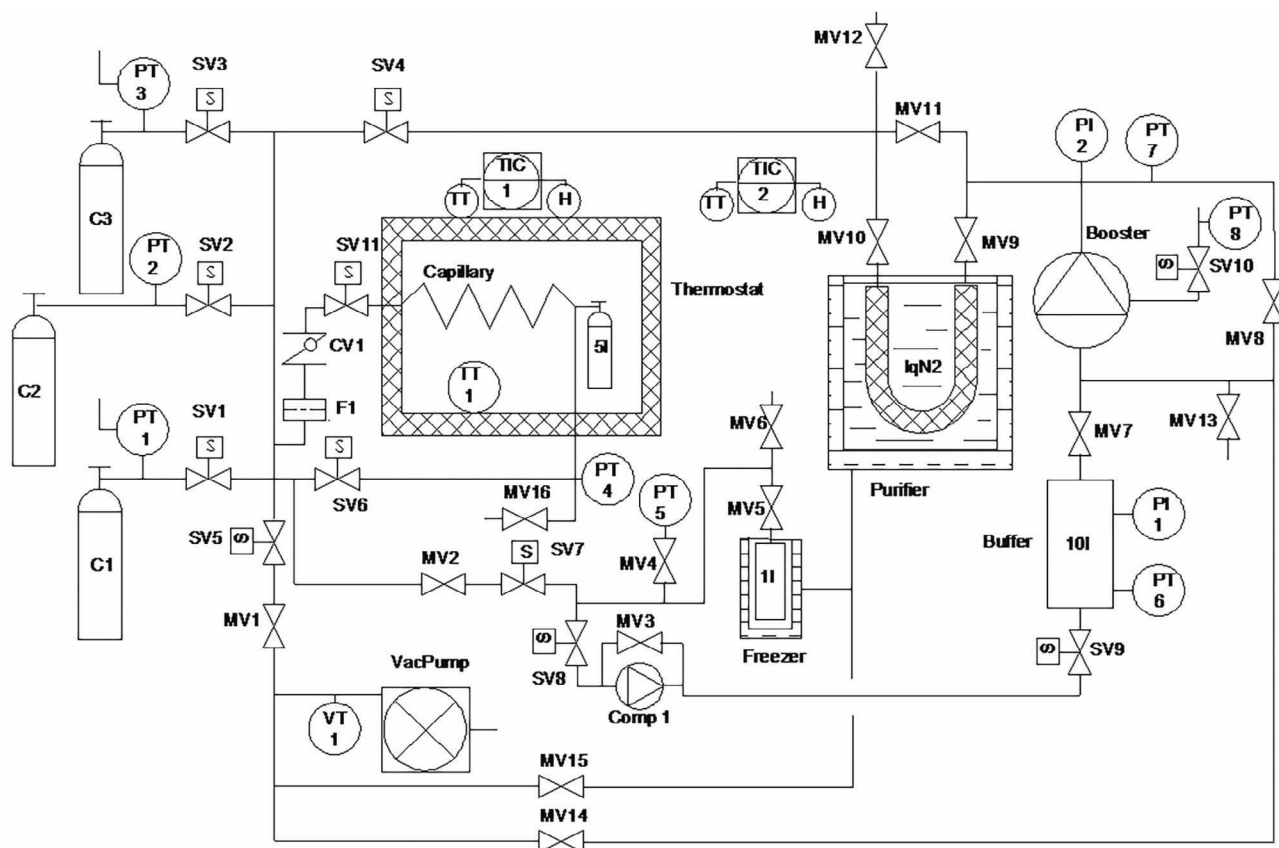 MV12
SV3
SV4
PT
3
S
S
MV11
PI
2
PT
7
TIC
1
TIC
2
TT
H
TT
H
C3
PT
2
SV2
S
SV11
S
Capillary
Thermostat
MV10
MV9
Booster
PT
8
S
SV10
5l
CV1
MV8
C2
lqN2
TT
1
PT
1
SV1
S
F1
S
MV6
MV7
MV13
SV6
PT
4
PT
5
Purifier
MV16
MV5
C1
S
SV5
SV7
S
MV2
MV4
Buffer
10l
PI
1
1l
PT
6
MV1
MV3
S
Freezer
S
SV9
VacPump
SV8
Comp 1
VT
1
MV15
MV14